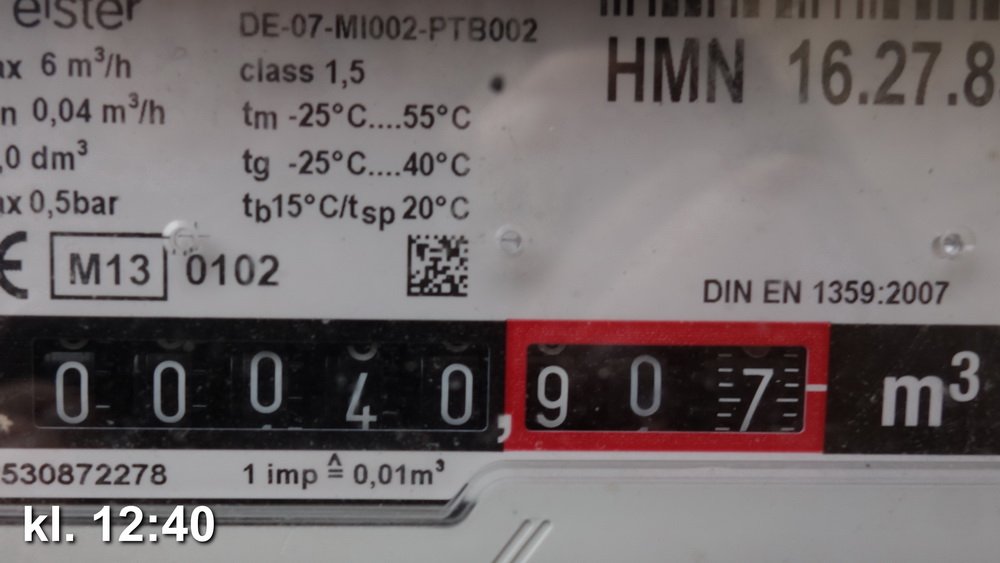 elster
DE-07-MI002-PTB002
6 m³/h
class 1,5
HMN 16.27.8
0,04 m³/h
tm -25°C....55°C
,0 dm³
tg -25°C....40°C
0,5bar
tb15°C/tsp 20°C
CE M13 0102
DIN EN 1359:2007
00040,907 m³
530872278
1 imp ≙ 0,01m³
kl. 12:40